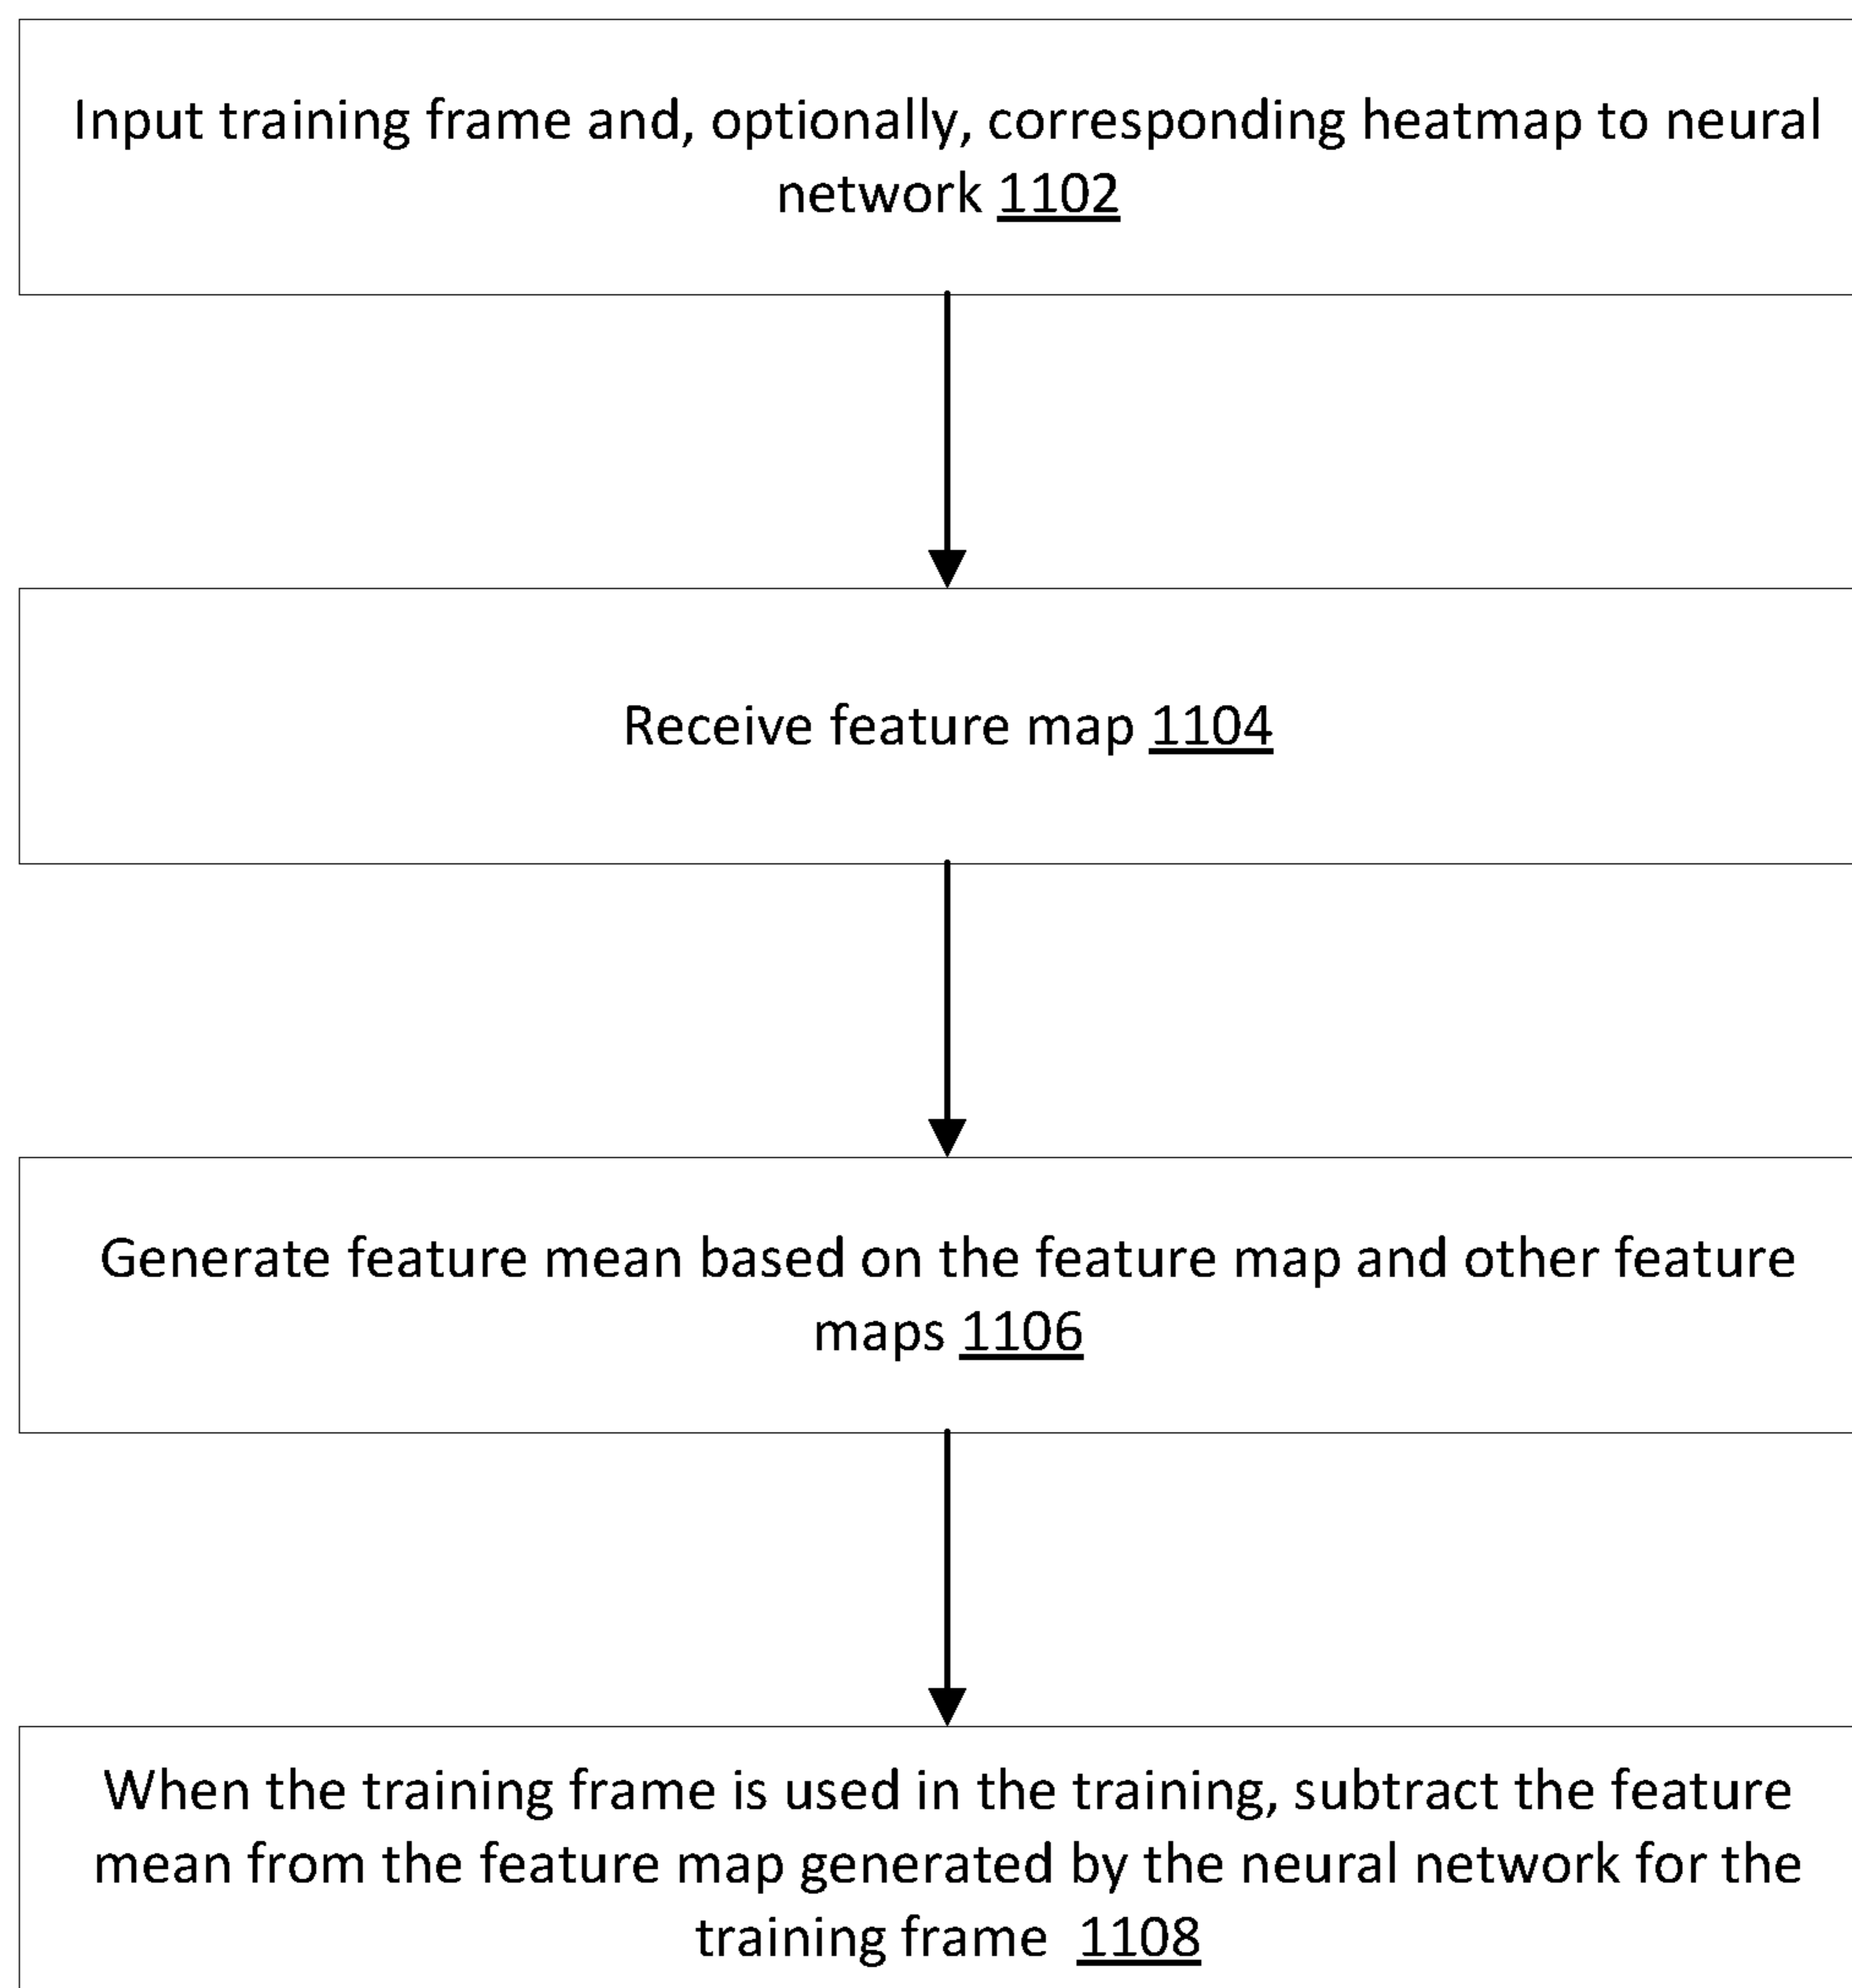 Input training frame and, optionally, corresponding heatmap to neural
network 1102
Receive feature map 1104
Generate feature mean based on the feature map and other feature
maps 1106
When the training frame is used in the training, subtract the feature
mean from the feature map generated by the neural network for the
training frame 1108